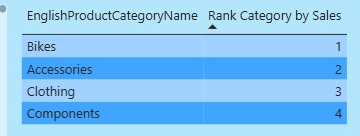 EnglishProductCategoryName Rank Category by Sales
Bikes 1
Accessories 2
Clothing 3
Components 4